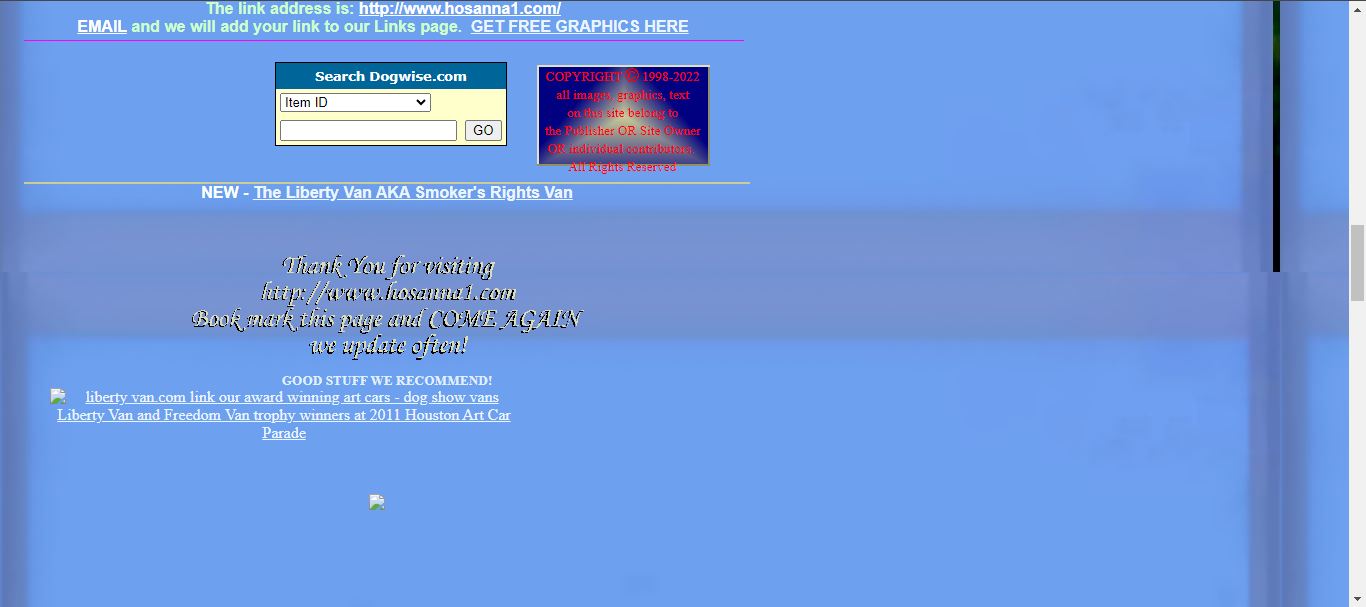 The link address is: http://www.hosanna1.com/
EMAIL and we will add your link to our Links page. GET FREE GRAPHICS HERE
Search Dogwise.com
Item ID
GO
COPYRIGHT © 1998-2022
all images, graphics, text
on this site belong to
the Publisher OR Site Owner
OR individual contributors.
All Rights Reserved
NEW - The Liberty Van AKA Smoker's Rights Van
Thank You for visiting
http://www.hosanna1.com
Book mark this page and COME AGAIN
we update often!
GOOD STUFF WE RECOMMEND!
liberty van.com link our award winning art cars - dog show vans
Liberty Van and Freedom Van trophy winners at 2011 Houston Art Car
Parade